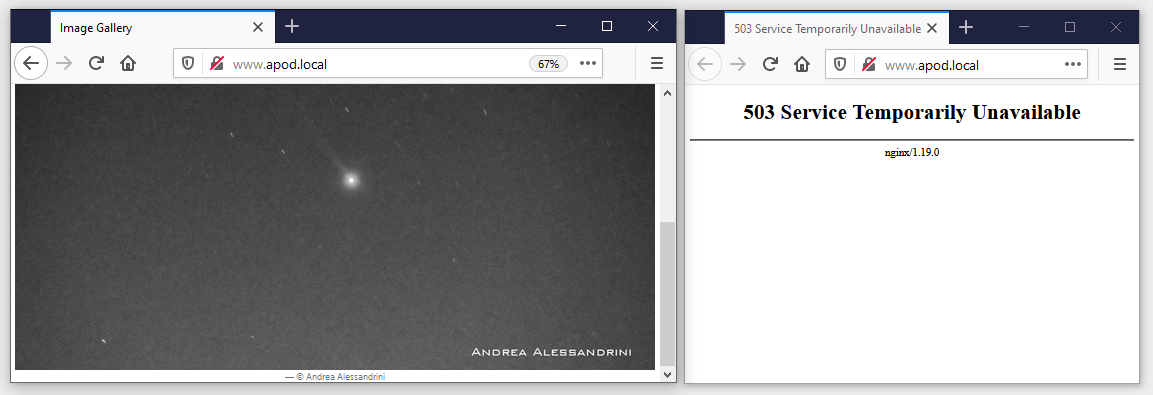 Image Gallery
www.apod.local
67%
ANDREA ALESSANDRINI
— © Andrea Alessandrini
503 Service Temporarily Unavailable
www.apod.local
503 Service Temporarily Unavailable
nginx/1.19.0